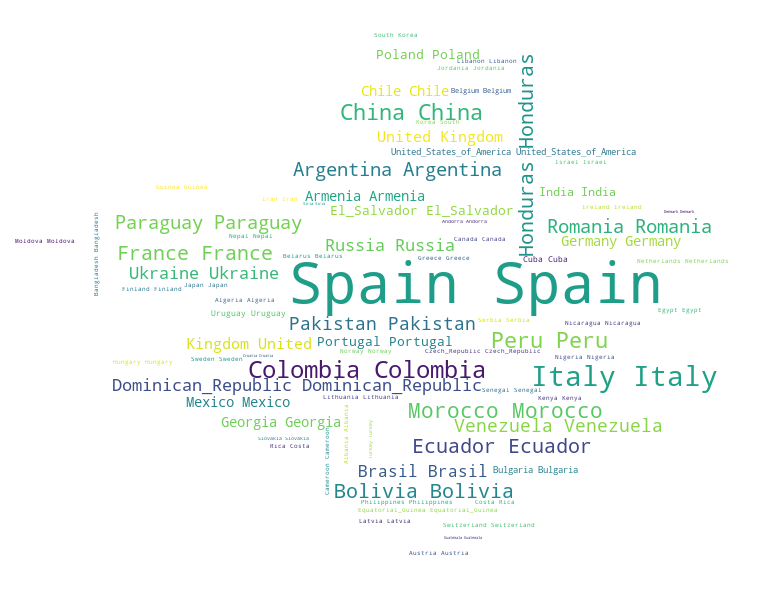 South Korea
Poland Poland
Libanon Libanon
Jordania Jordania
Chile Chile
Belgium Belgium
Honduras Honduras
China China
Korea South
United Kingdom
United_States_of_America United_States_of_America
Israel Israel
Argentina Argentina
Guinea Guinea
Iran Iran
Armenia Armenia
India India
El_Salvador El_Salvador
Ireland Ireland
Denmark Denmark
Paraguay Paraguay
Andorra Andorra
Romania Romania
Nepal Nepal
Russia Russia
Canada Canada
Germany Germany
Moldova Moldova
Bangladesh Bangladesh
France France
Belarus Belarus
Greece Greece
Cuba Cuba
Netherlands Netherlands
Ukraine Ukraine
Finland Finland
Japan Japan
Spain Spain
Algeria Algeria
Uruguay Uruguay
Egypt Egypt
Pakistan Pakistan
Serbia Serbia
Nicaragua Nicaragua
Kingdom United
Portugal Portugal
Peru Peru
Norway Norway
Czech_Republic Czech_Republic
Croatia Croatia
Sweden Sweden
Hungary Hungary
Nigeria Nigeria
Colombia Colombia
Italy Italy
Dominican_Republic Dominican_Republic
Senegal Senegal
Lithuania Lithuania
Kenya Kenya
Mexico Mexico
Morocco Morocco
Georgia Georgia
Albania Albania
Turkey Turkey
Venezuela Venezuela
Slovakia Slovakia
Rica Costa
Ecuador Ecuador
Cameroon Cameroon
Brasil Brasil
Bulgaria Bulgaria
Bolivia Bolivia
Philippines Philippines
Costa Rica
Equatorial_Guinea Equatorial_Guinea
Latvia Latvia
Switzerland Switzerland
Guatemala Guatemala
Austria Austria